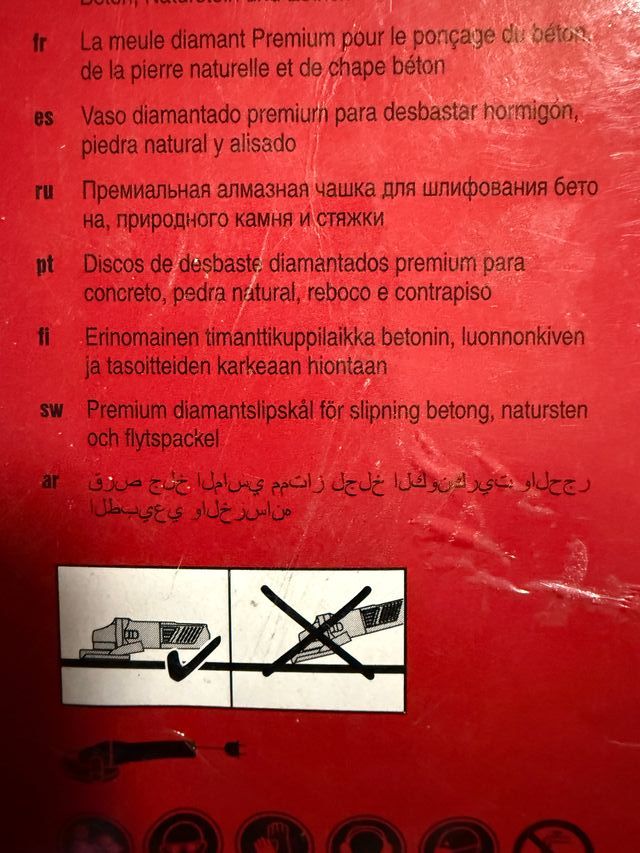 Beton, Naturstein und
fr La meule diamant Premium pour le ponçage du béton,
de la pierre naturelle et de chape béton
es Vaso diamantado premium para desbastar hormigón,
piedra natural y alisado
ru Премиальная алмазная чашка для шлифования бето
на, природного камня и стяжки
pt Discos de desbaste diamantados premium para
concreto, pedra natural, reboco e contrapiso
fi Erinomainen timanttikuppilaikka betonin, luonnonkiven
ja tasoitteiden karkeaan hiontaan
sw Premium diamantslipskål för slipning betong, natursten
och flytspackel
ar قرص جلخ الماسي ممتاز لجلخ الكونكريت والحجر
الطبيعي والخرسانه